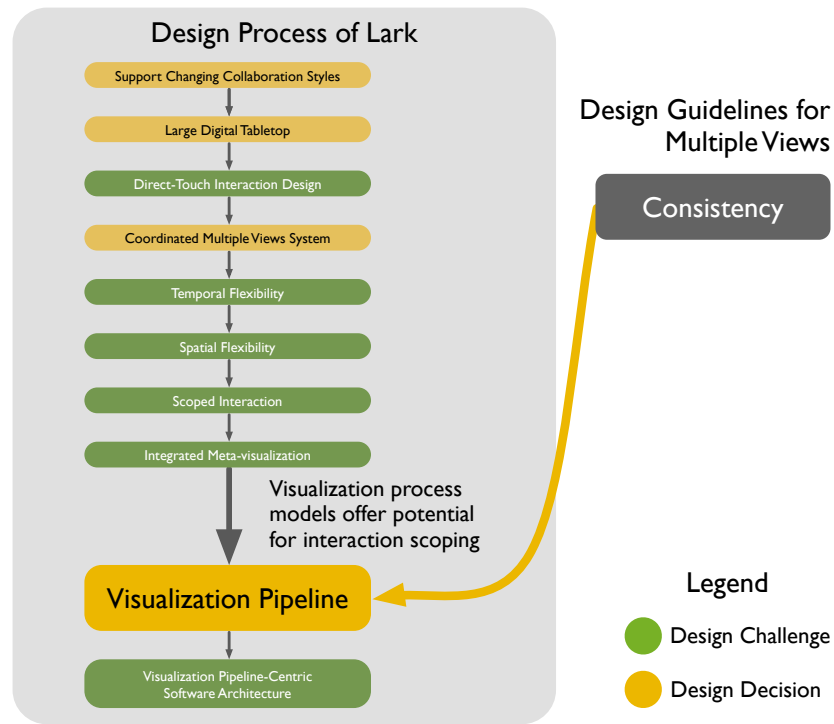 Design Process of Lark
Support Changing Collaboration Styles
Large Digital Tabletop
Direct-Touch Interaction Design
Coordinated Multiple Views System
Temporal Flexibility
Spatial Flexibility
Scoped Interaction
Integrated Meta-visualization
Visualization process
models offer potential
for interaction scoping
Visualization Pipeline
Visualization Pipeline-Centric
Software Architecture
Design Guidelines for
Multiple Views
Consistency
Legend
Design Challenge
Design Decision